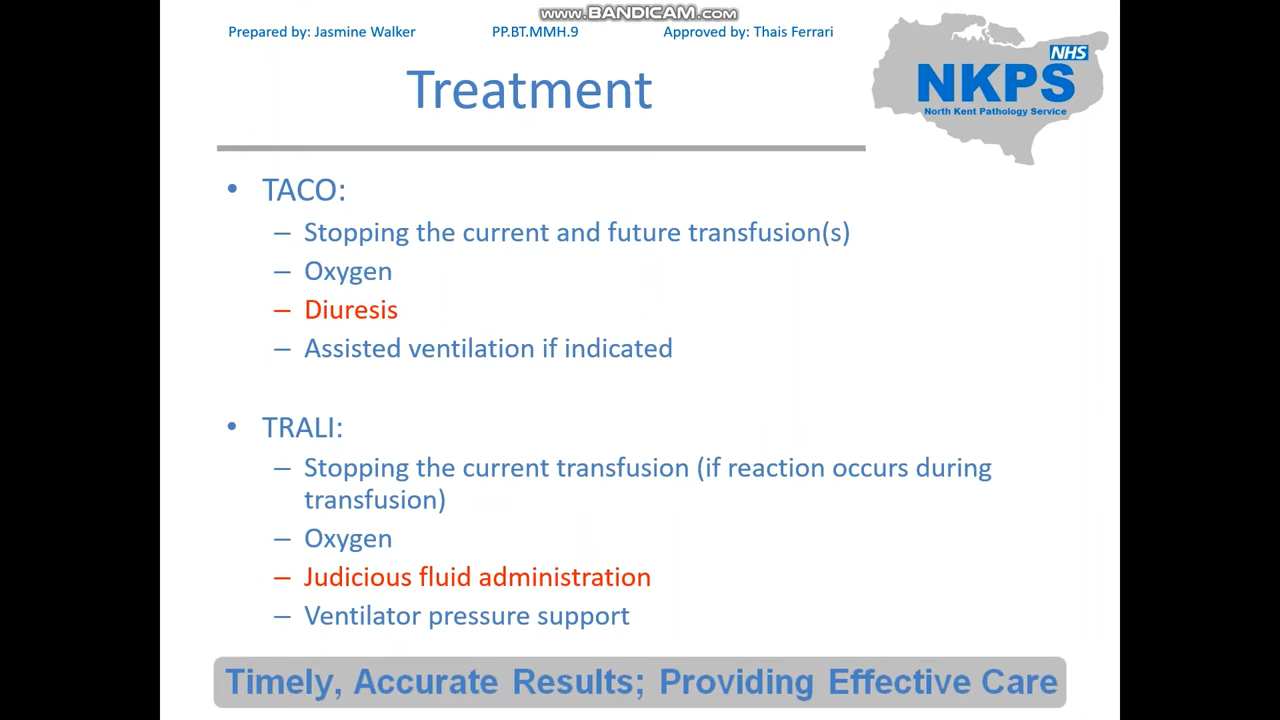 www.BANDICAM.com
Prepared by: Jasmine Walker PP.BT.MMH.9 Approved by: Thais Ferrari
NHS
NKPS
North Kent Pathology Service
Treatment
• TACO:
– Stopping the current and future transfusion(s)
– Oxygen
– Diuresis
– Assisted ventilation if indicated
• TRALI:
– Stopping the current transfusion (if reaction occurs during
transfusion)
– Oxygen
– Judicious fluid administration
– Ventilator pressure support
Timely, Accurate Results; Providing Effective Care